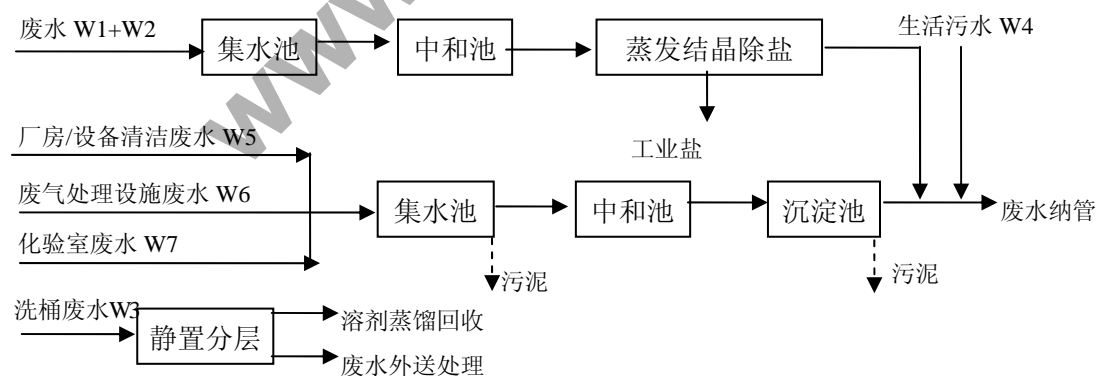 废水 W1+W2
生活污水 W4
集水池
中和池
蒸发结晶除盐
工业盐
厂房/设备清洁废水 W5
废气处理设施废水 W6
集水池
中和池
沉淀池
废水纳管
化验室废水 W7
污泥
污泥
洗桶废水W3
静置分层
溶剂蒸馏回收
废水外送处理
www.